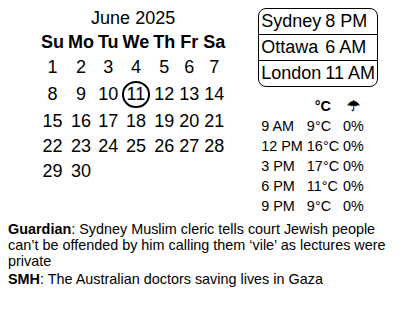 June 2025
Su Mo Tu We Th Fr Sa
1 2 3 4 5 6 7
8 9 10 11 12 13 14
15 16 17 18 19 20 21
22 23 24 25 26 27 28
29 30
Sydney 8 PM
Ottawa 6 AM
London 11 AM
°C ☂
9 AM 9°C 0%
12 PM 16°C 0%
3 PM 17°C 0%
6 PM 11°C 0%
9 PM 9°C 0%
Guardian: Sydney Muslim cleric tells court Jewish people
can’t be offended by him calling them ‘vile’ as lectures were
private
SMH: The Australian doctors saving lives in Gaza